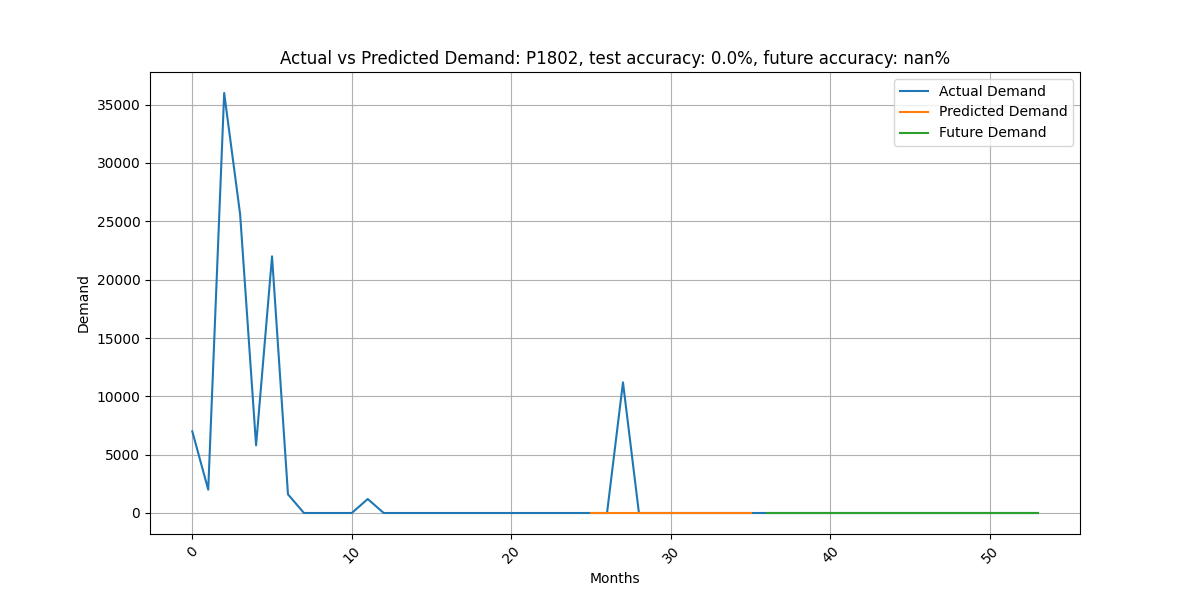 Actual vs Predicted Demand: P1802, test accuracy: 0.0%, future accuracy: nan%
Actual Demand
Predicted Demand
Future Demand
35000
30000
25000
20000
15000
10000
5000
0
Demand
0 10 20 30 40 50
Months